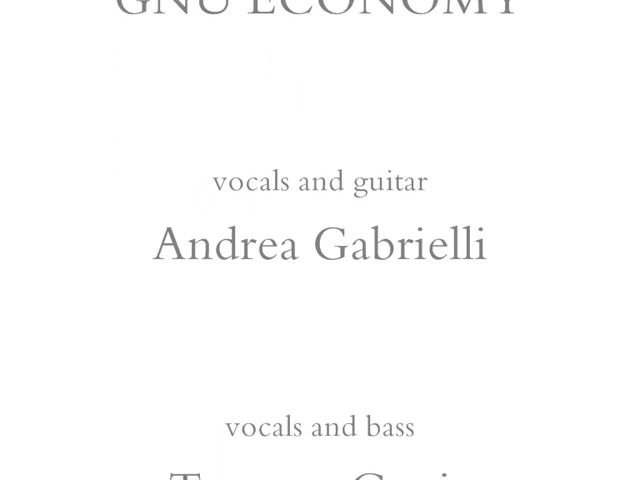 GNU ECONOMY
vocals and guitar
Andrea Gabrielli
vocals and bass